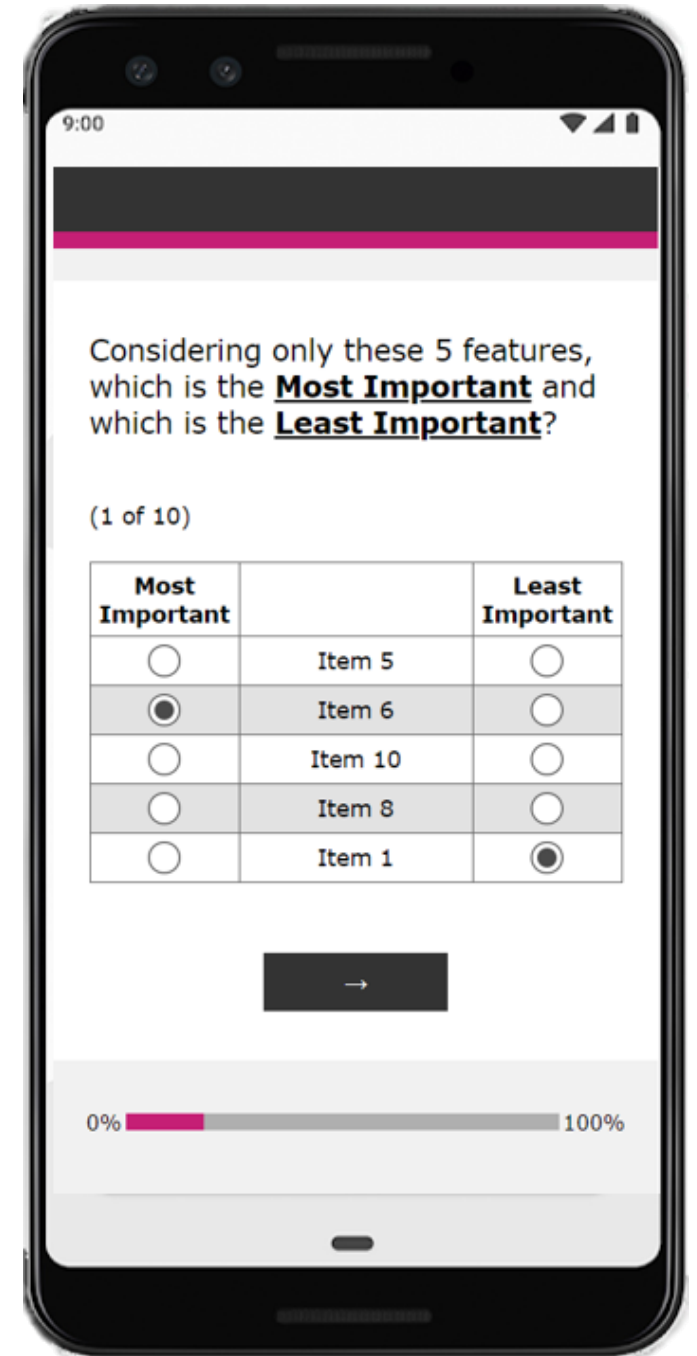 9:00
Considering only these 5 features,
which is the Most Important and
which is the Least Important?
(1 of 10)
Most Important
Least Important
Item 5
Item 6
Item 10
Item 8
Item 1
→
0% 100%